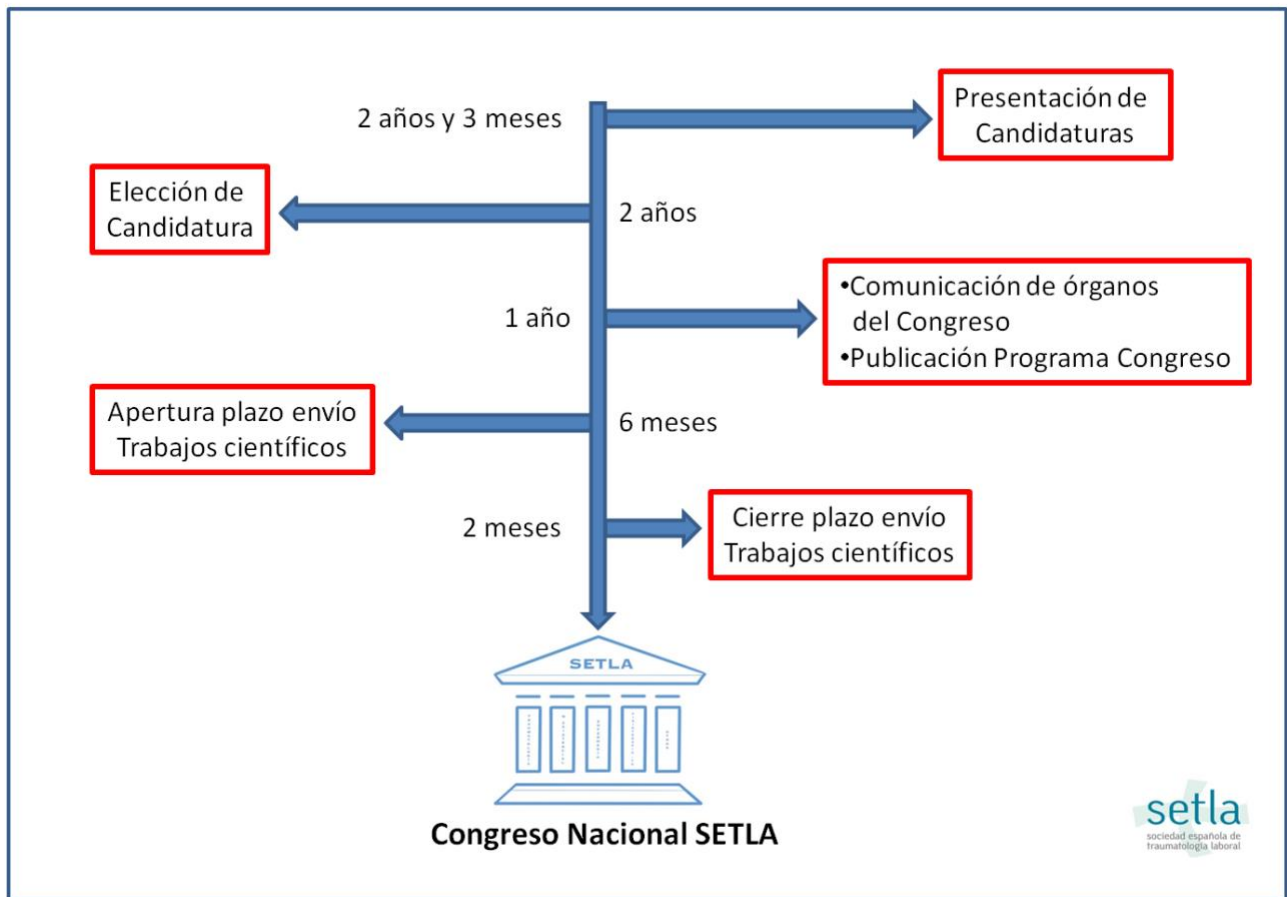 2 años y 3 meses
Presentación de
Candidaturas
Elección de
Candidatura
2 años
1 año
•Comunicación de órganos
del Congreso
•Publicación Programa Congreso
Apertura plazo envío
Trabajos científicos
6 meses
2 meses
Cierre plazo envío
Trabajos científicos
SETLA
Congreso Nacional SETLA
setla
sociedad española de
traumatología laboral